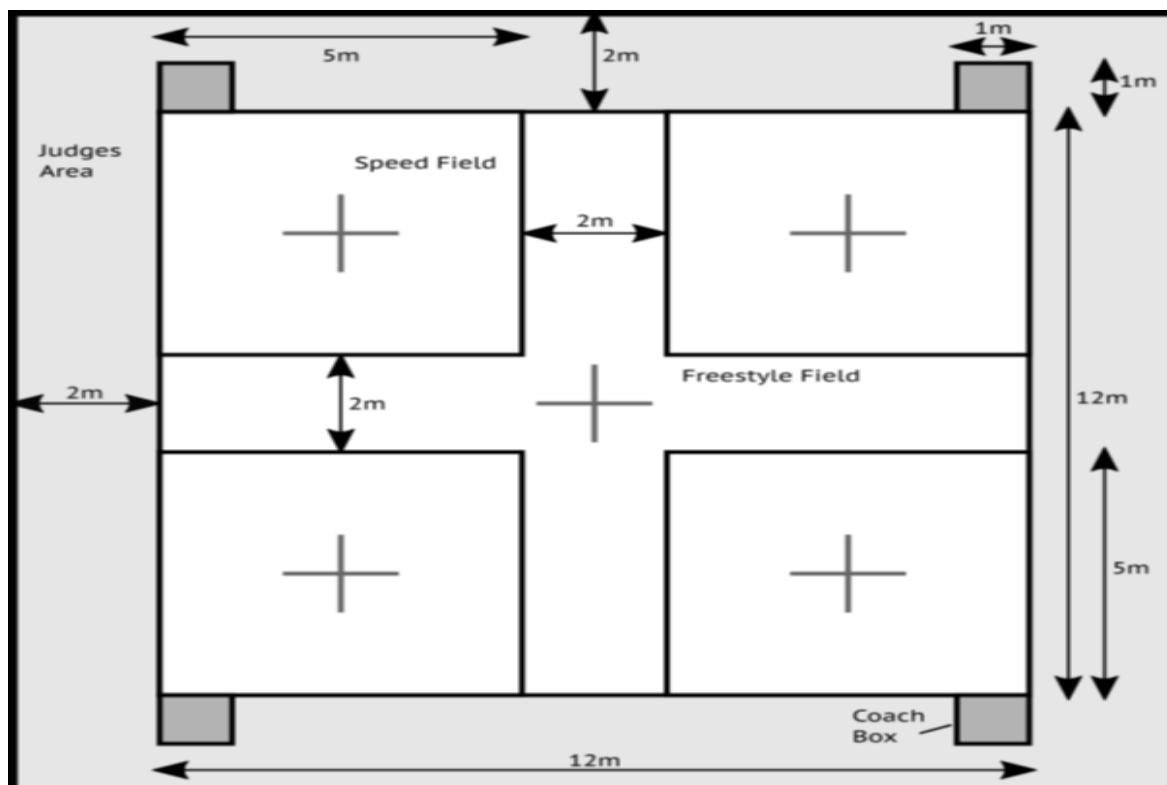 1m
5m
2m
1m
Judges
Area
Speed Field
2m
Freestyle Field
2m
2m
12m
5m
Coach
Box
12m